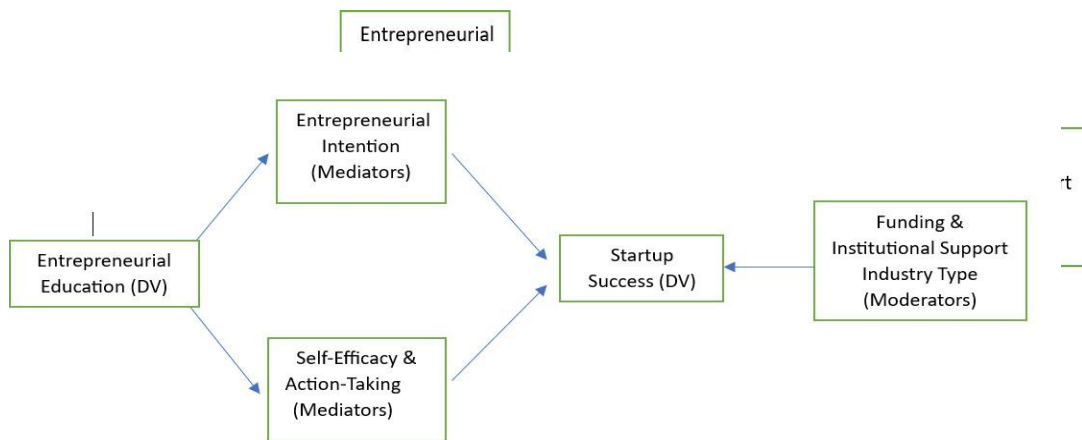 Entrepreneurial
Entrepreneurial
Intention
(Mediators)
Entrepreneurial
Education (DV)
Self-Efficacy &
Action-Taking
(Mediators)
Startup
Success (DV)
Funding &
Institutional Support
Industry Type
(Moderators)